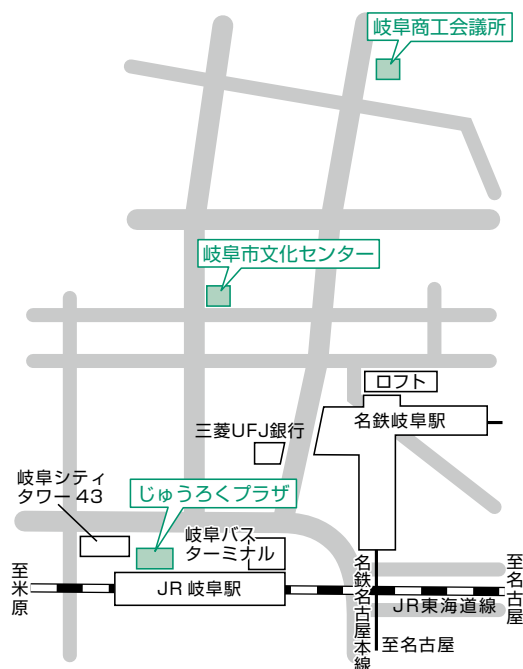 岐阜商工会議所
岐阜市文化センター
ロフト
名鉄岐阜駅
三菱UFJ銀行
岐阜シティ
タワー43
じゅうろくプラザ
岐阜バス
ターミナル
至米原
JR岐阜駅
名鉄名古屋本線
JR東海道線
至名古屋
至名古屋